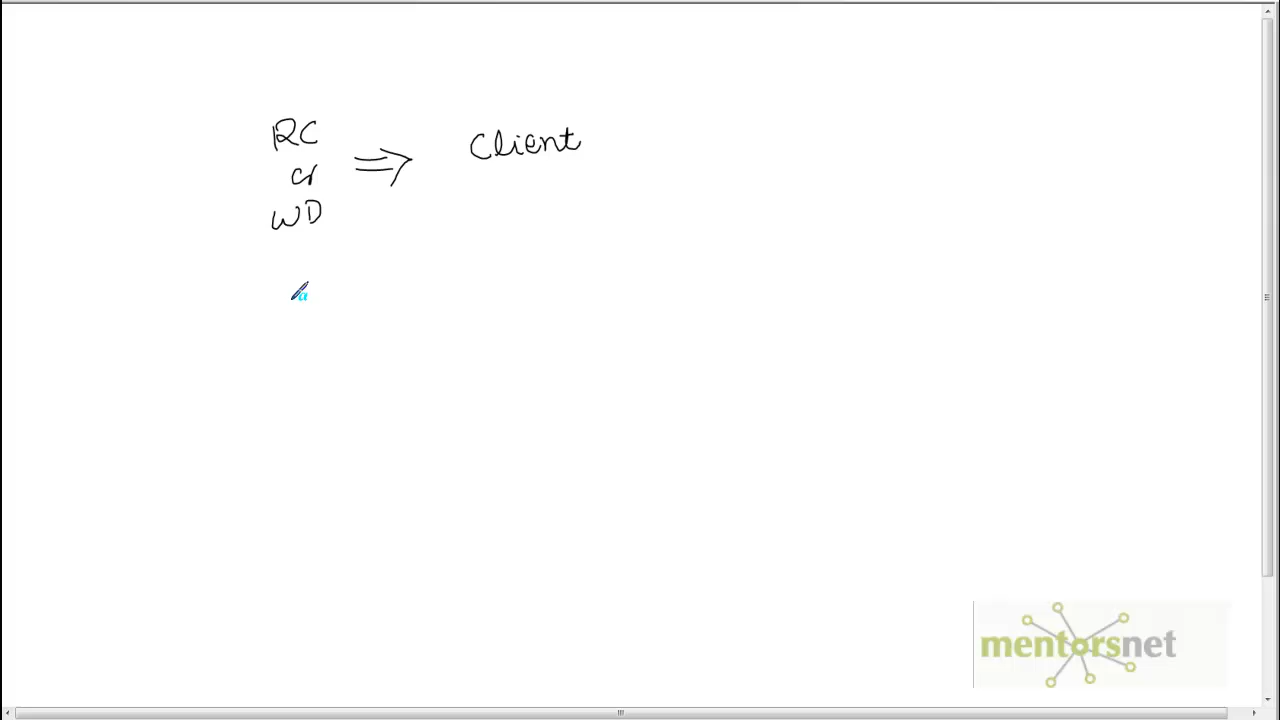 RC
or
WD
⇒ Client
mentorsnet